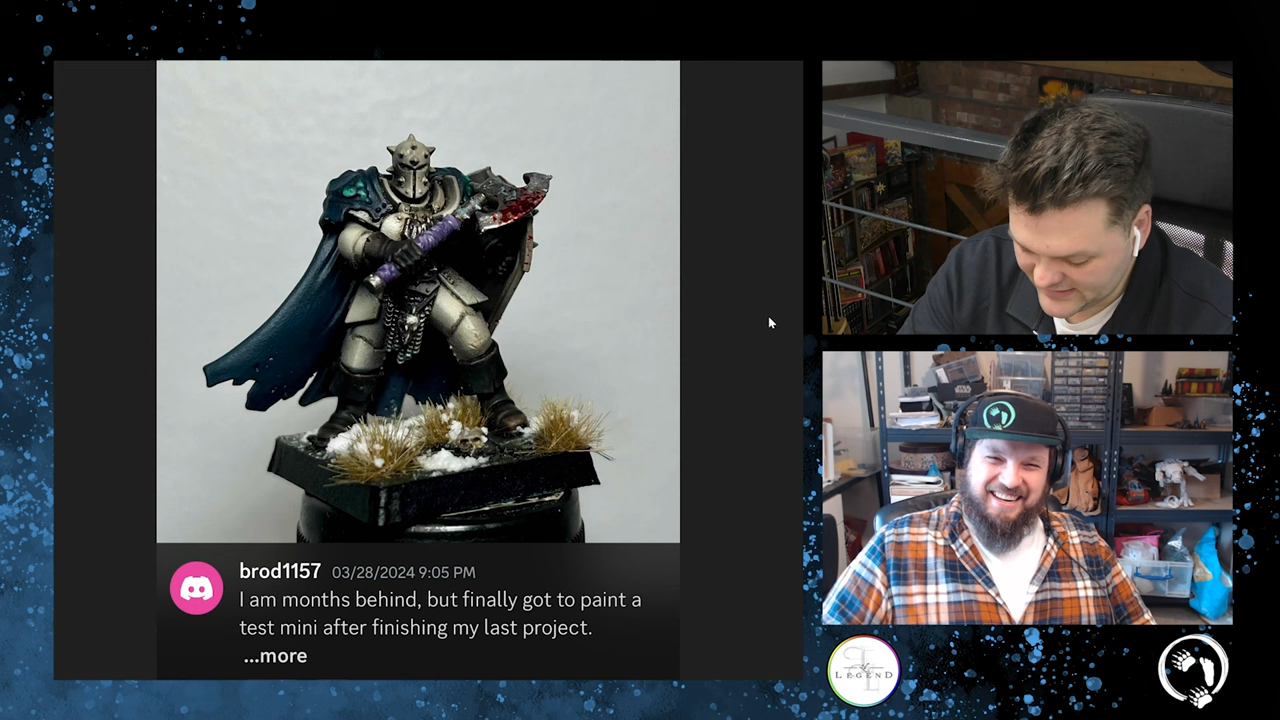 brod1157 03/28/2024 9:05 PM
I am months behind, but finally got to paint a
test mini after finishing my last project.
...more
LEGEND